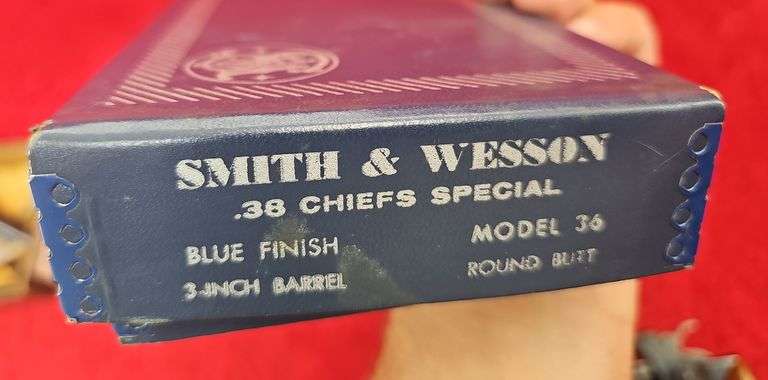 SMITH & WESSON
.38 CHIEFS SPECIAL
BLUE FINISH MODEL 36
3-INCH BARREL ROUND BUTT